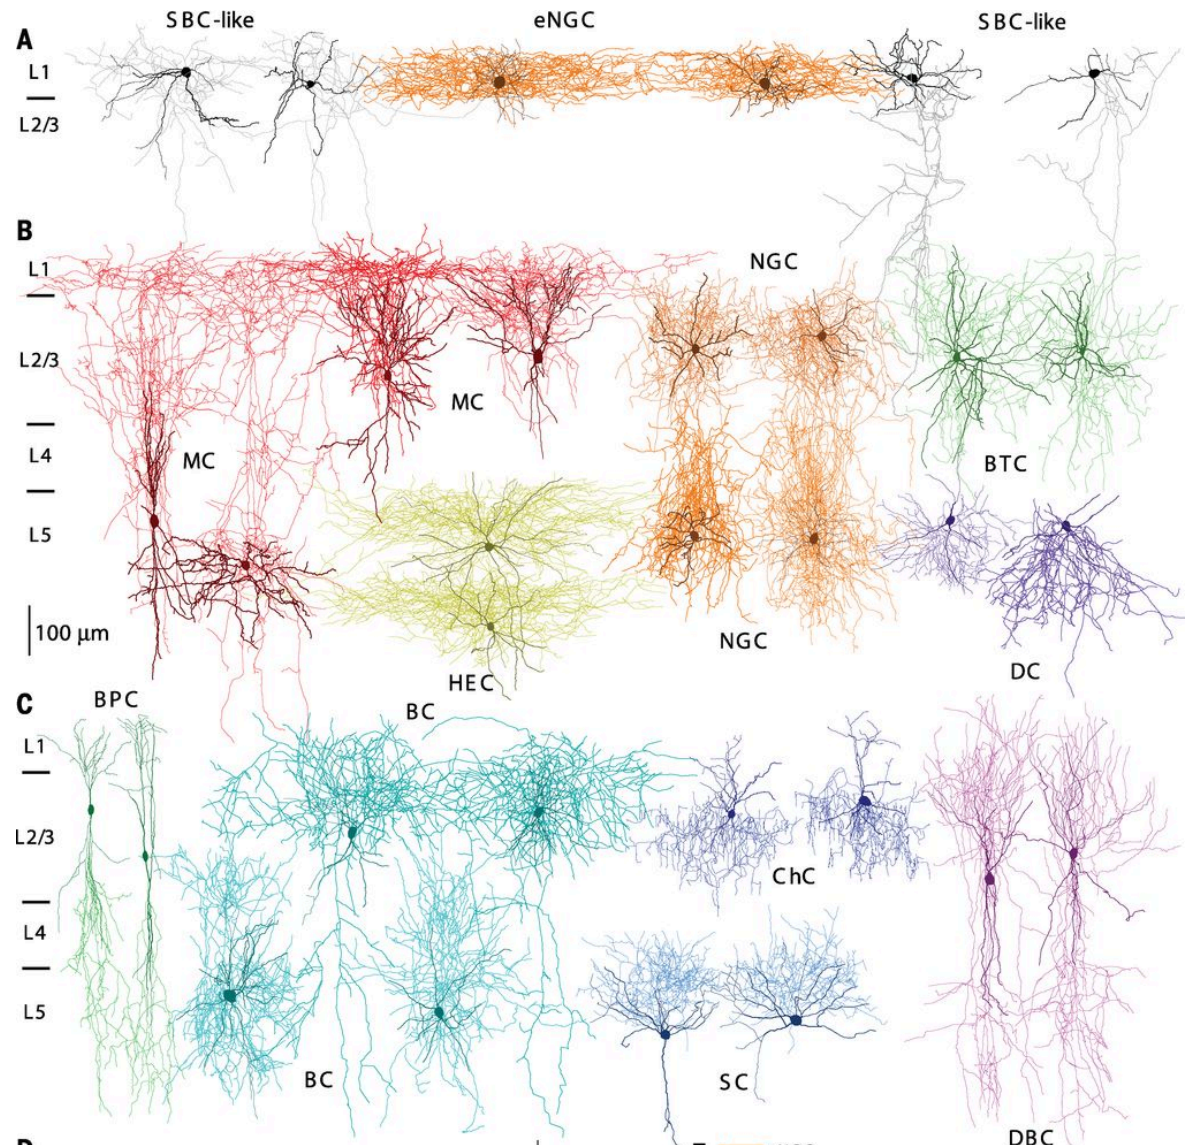 SBC-like
eNGC
SBC-like
A
L1
L2/3
B
L1
NGC
L2/3
MC
MC
L4
BTC
L5
100 μm
NGC
HEC
DC
C
BPC
BC
L1
L2/3
ChC
L4
L5
BC
SC
DBC